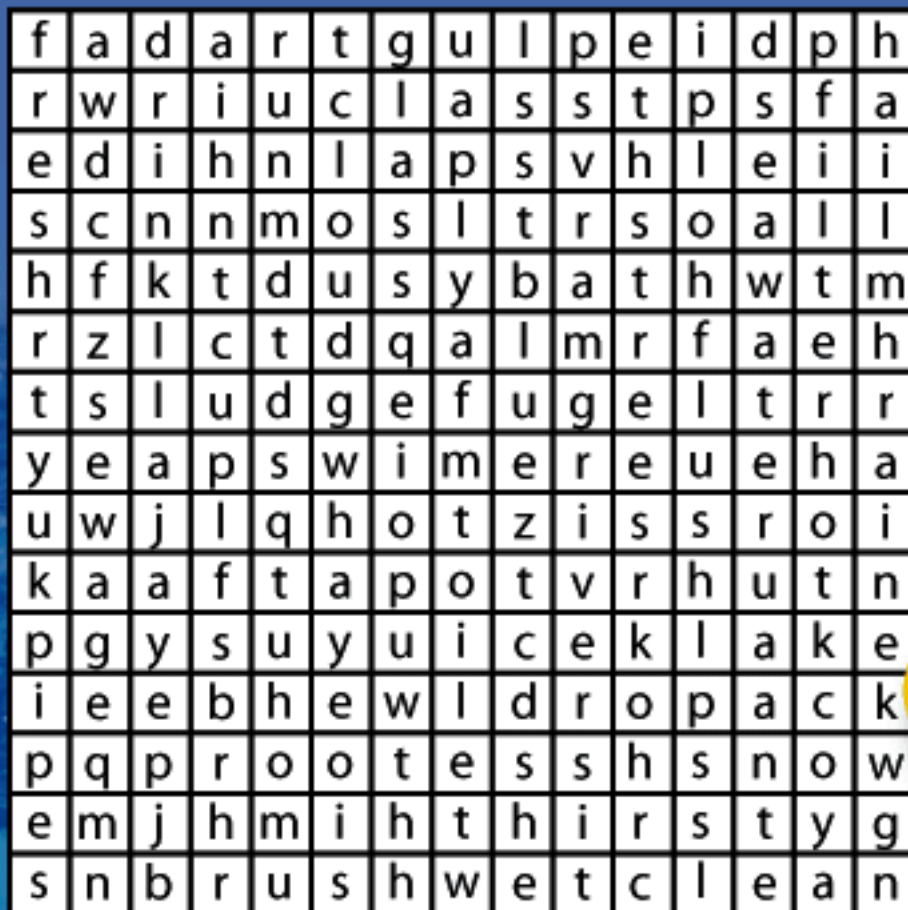 f a d a r t g u l p e i d p h
r w r i u c l a s s t p s f a
e d i h n l a p s v h l e i i
s c n n m o s l t r s o a l l
h f k t d u s y b a t h w t m
r z l c t d q a l m r f a e h
t s l u d g e f u g e l t r r
y e a p s w i m e r e u e h a
u w j l q h o t z i s s r o i
k a a f t a p o t v r h u t n
p g y s u y u i c e k l a k e
i e e b h e w l d r o p a c k
p q p r o o t e s s h s n o w
e m j h m i h t h i r s t y g
s n b r u s h w e t c l e a n